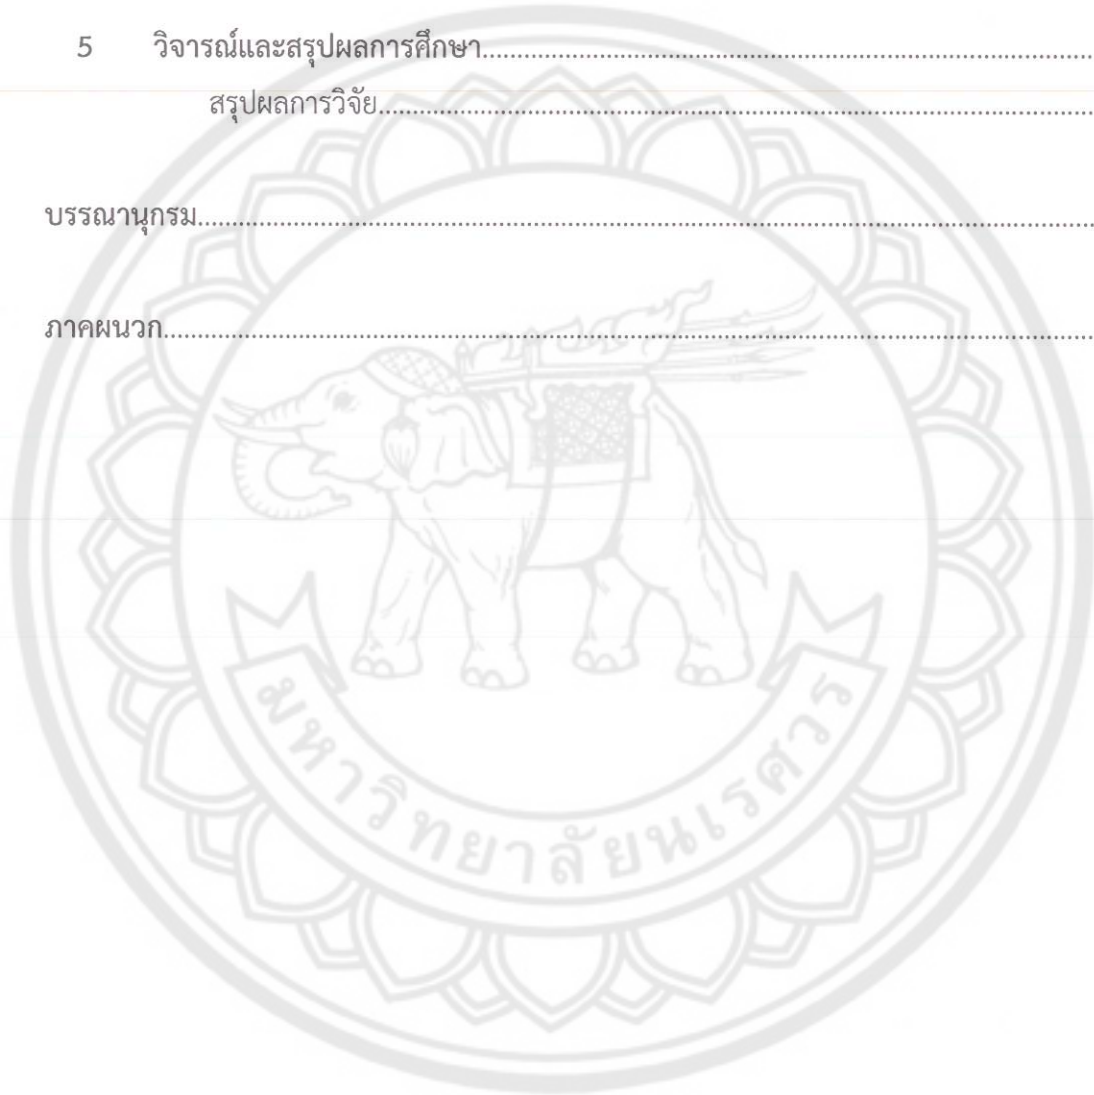 5 วิจารณ์และสรุปผลการศึกษา................................................................
สรุปผลการวิจัย................................................................
บรรณานุกรม................................................................
ภาคผนวก................................................................
มหาวิทยาลัยนเรศวร